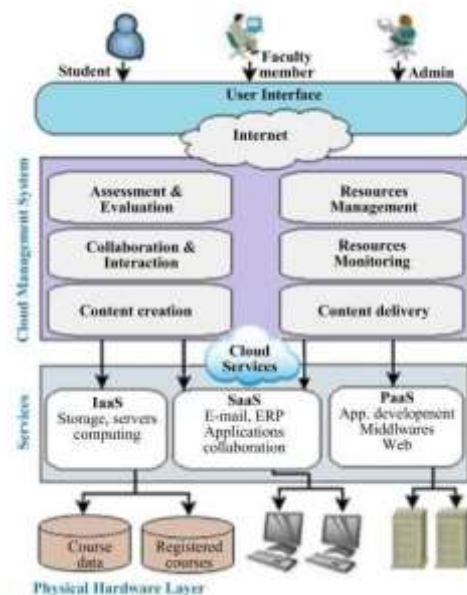 Student
Faculty
member
Admin
User Interface
Internet
Cloud Management System
Assessment &
Evaluation
Resources
Management
Collaboration &
Interaction
Resources
Monitoring
Content creation
Content delivery
Cloud
Services
Services
IaaS
Storage, servers
computing
SaaS
E-mail, ERP
Applications
collaboration
PaaS
App. development
Middlwares
Web
Course
data
Registered
courses
Physical Hardware Layer